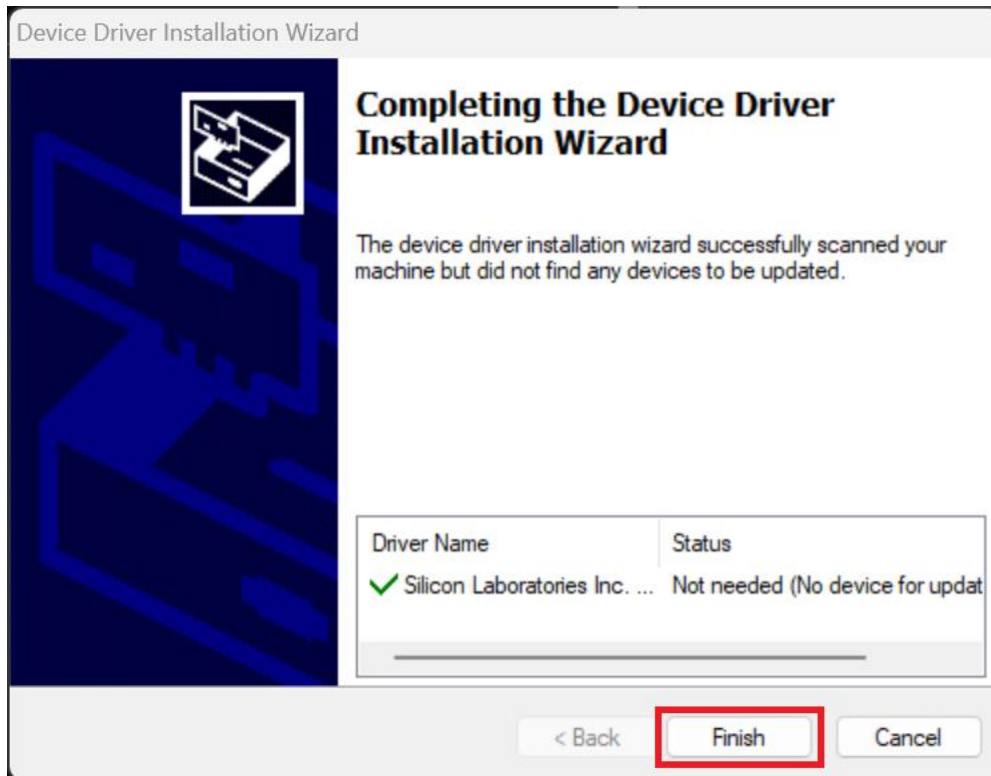 Device Driver Installation Wizard
Completing the Device Driver
Installation Wizard
The device driver installation wizard successfully scanned your
machine but did not find any devices to be updated.
Driver Name Status
Silicon Laboratories Inc. ... Not needed (No device for updat
< Back Finish Cancel